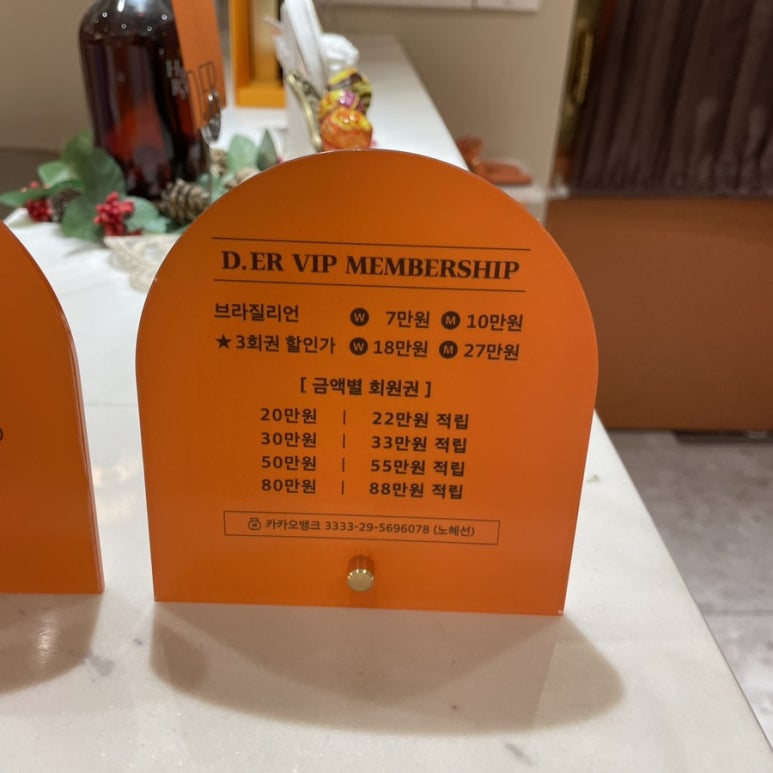 D.ER VIP MEMBERSHIP
브라질리언 W 7만원 M 10만원
★ 3회권 할인가 W 18만원 M 27만원
[ 금액별 회원권 ]
20만원 | 22만원 적립
30만원 | 33만원 적립
50만원 | 55만원 적립
80만원 | 88만원 적립
카카오뱅크 3333-29-5696078 (노혜선)